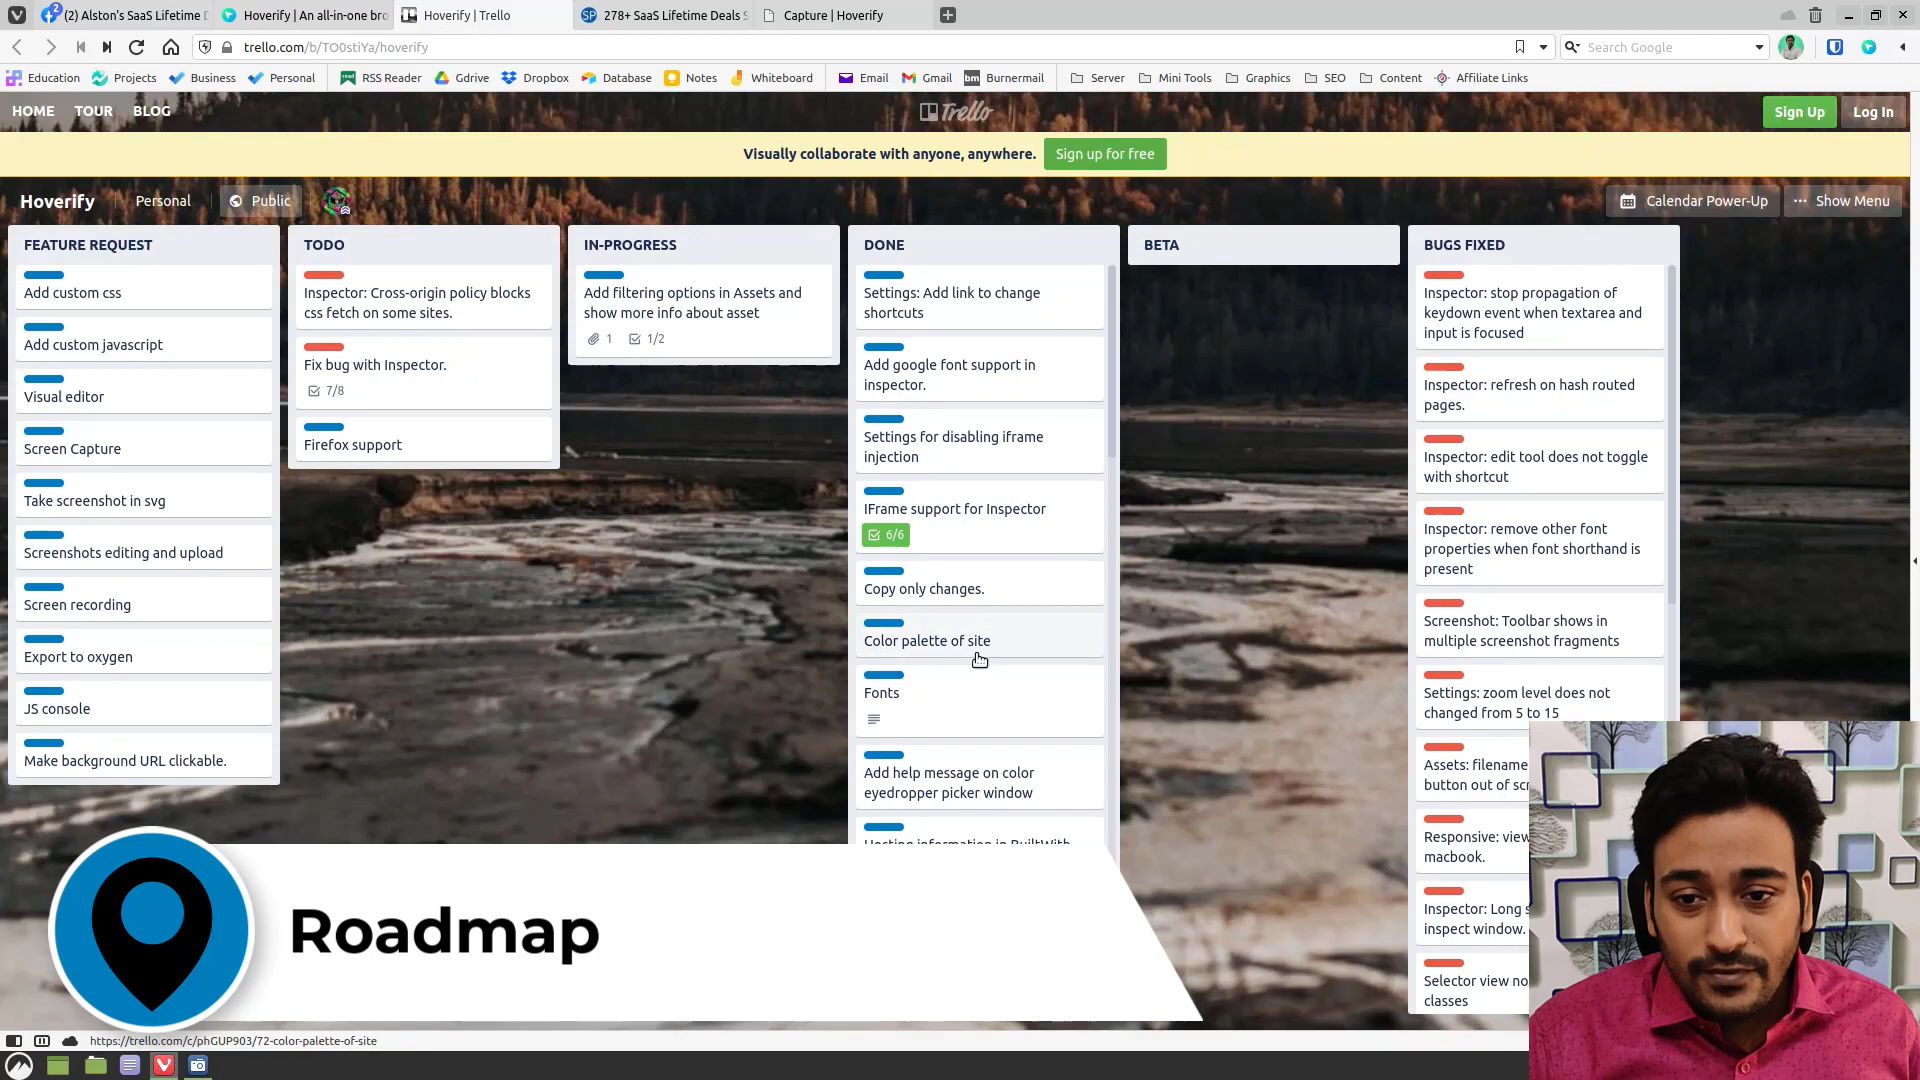 2
(2) Alston's SaaS Lifetime D
Hoverify | An all-in-one bro
Hoverify | Trello
SP
278+ SaaS Lifetime Deals S
Capture | Hoverify
trello.com/b/TO0stiYa/hoverify
Search Google
Education
Projects
Business
Personal
read
RSS Reader
Gdrive
Dropbox
Database
Notes
Whiteboard
Email
Gmail
bm
Burnermail
Server
Mini Tools
Graphics
SEO
Content
Affiliate Links
HOME
TOUR
BLOG
Trello
Sign Up
Log In
Visually collaborate with anyone, anywhere.
Sign up for free
Hoverify
Personal
Public
Calendar Power-Up
Show Menu
FEATURE REQUEST
Add custom css
Add custom javascript
Visual editor
Screen Capture
Take screenshot in svg
Screenshots editing and upload
Screen recording
Export to oxygen
JS console
Make background URL clickable.
TODO
Inspector: Cross-origin policy blocks
css fetch on some sites.
Fix bug with Inspector.
7/8
Firefox support
IN-PROGRESS
Add filtering options in Assets and
show more info about asset
1
1/2
DONE
Settings: Add link to change
shortcuts
Add google font support in
inspector.
Settings for disabling iframe
injection
IFrame support for Inspector
6/6
Copy only changes.
Color palette of site
Fonts
Add help message on color
eyedropper picker window
Hosting information in BuiltWith
BETA
BUGS FIXED
Inspector: stop propagation of
keydown event when textarea and
input is focused
Inspector: refresh on hash routed
pages.
Inspector: edit tool does not toggle
with shortcut
Inspector: remove other font
properties when font shorthand is
present
Screenshot: Toolbar shows in
multiple screenshot fragments
Settings: zoom level does not
changed from 5 to 15
Assets: filename
button out of scr
Responsive: view
macbook.
Inspector: Long s
inspect window.
Selector view no
classes
Roadmap
https://trello.com/c/phGUP903/72-color-palette-of-site